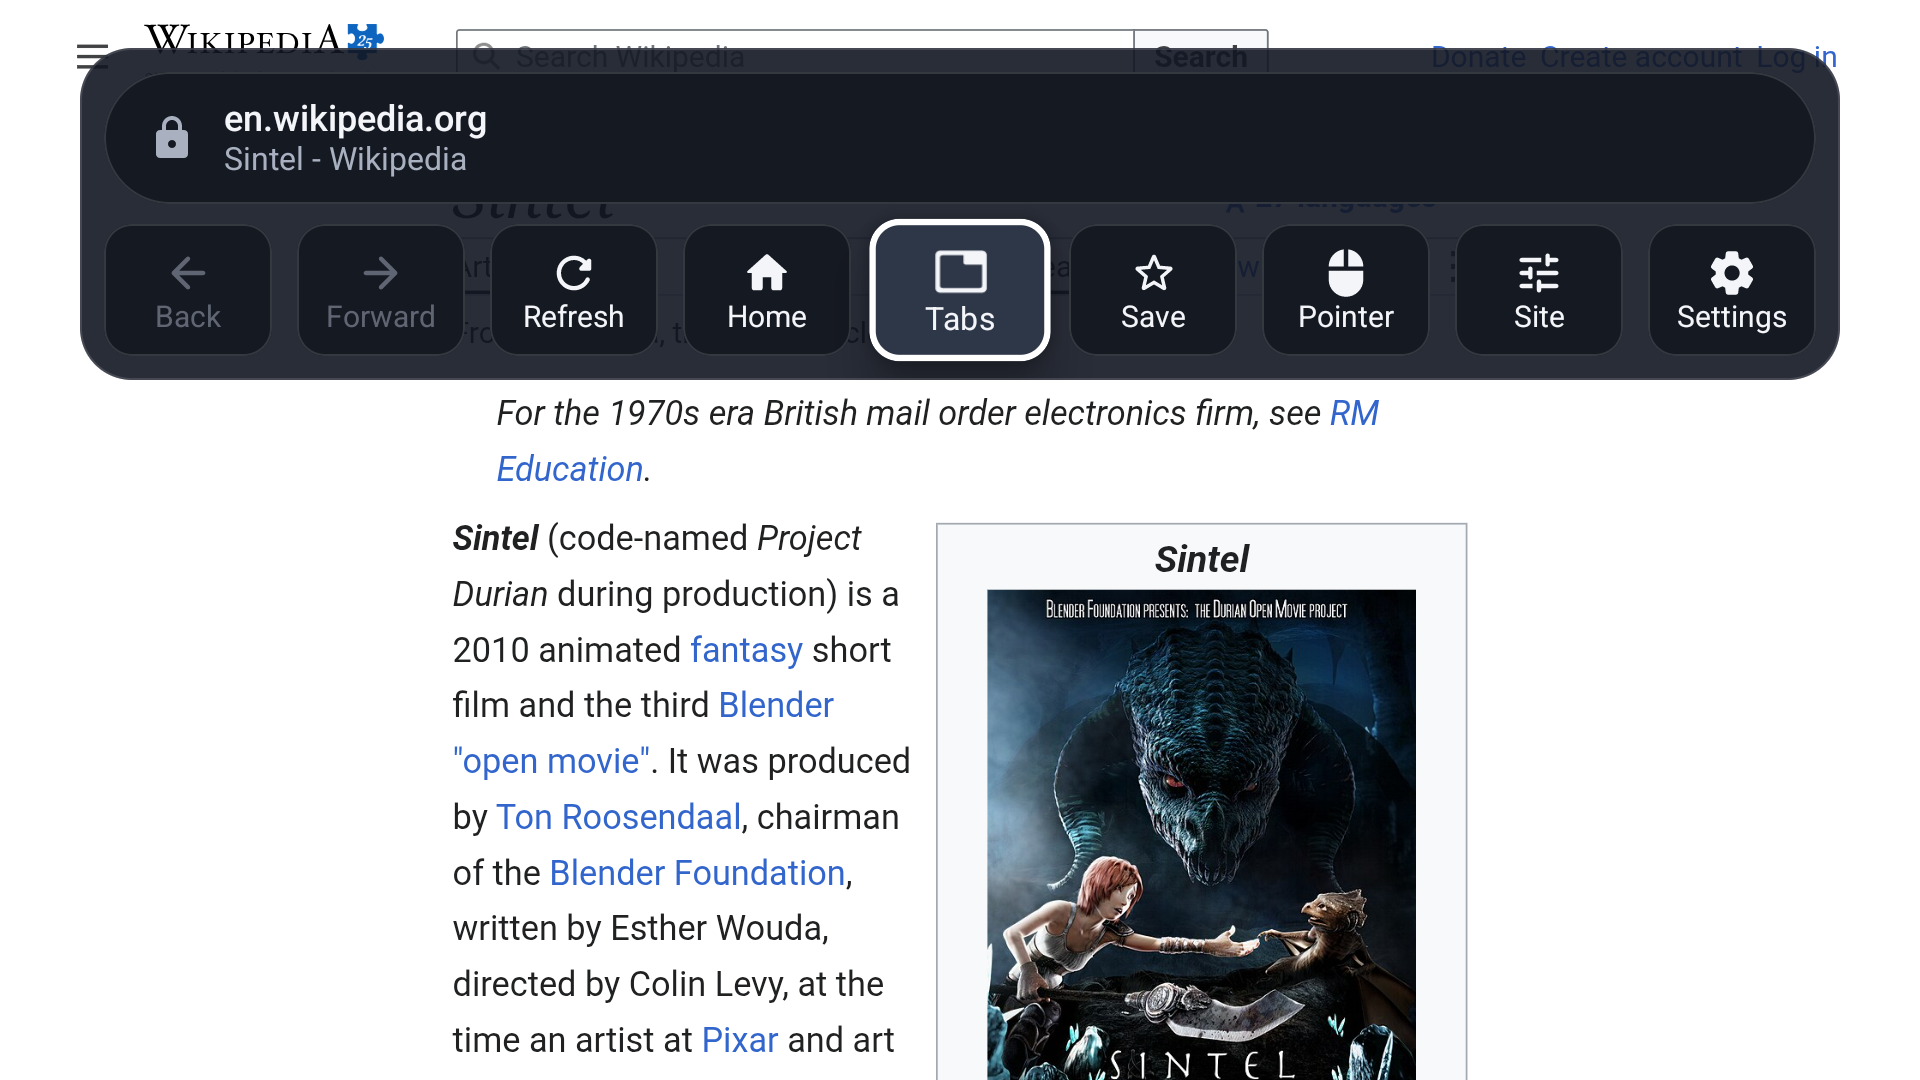 WIKIPEDIA 25
Search Wikipedia
Search
Donate Create account Log in
en.wikipedia.org
Sintel - Wikipedia
Sintel
Back
Forward
Refresh
Home
Tabs
Save
Pointer
Site
Settings
For the 1970s era British mail order electronics firm, see RM
Education.
Sintel (code-named Project
Durian during production) is a
2010 animated fantasy short
film and the third Blender
"open movie". It was produced
by Ton Roosendaal, chairman
of the Blender Foundation,
written by Esther Wouda,
directed by Colin Levy, at the
time an artist at Pixar and art
Sintel
BLENDER FOUNDATION PRESENTS: THE DURIAN OPEN MOVIE PROJECT
SINTEL